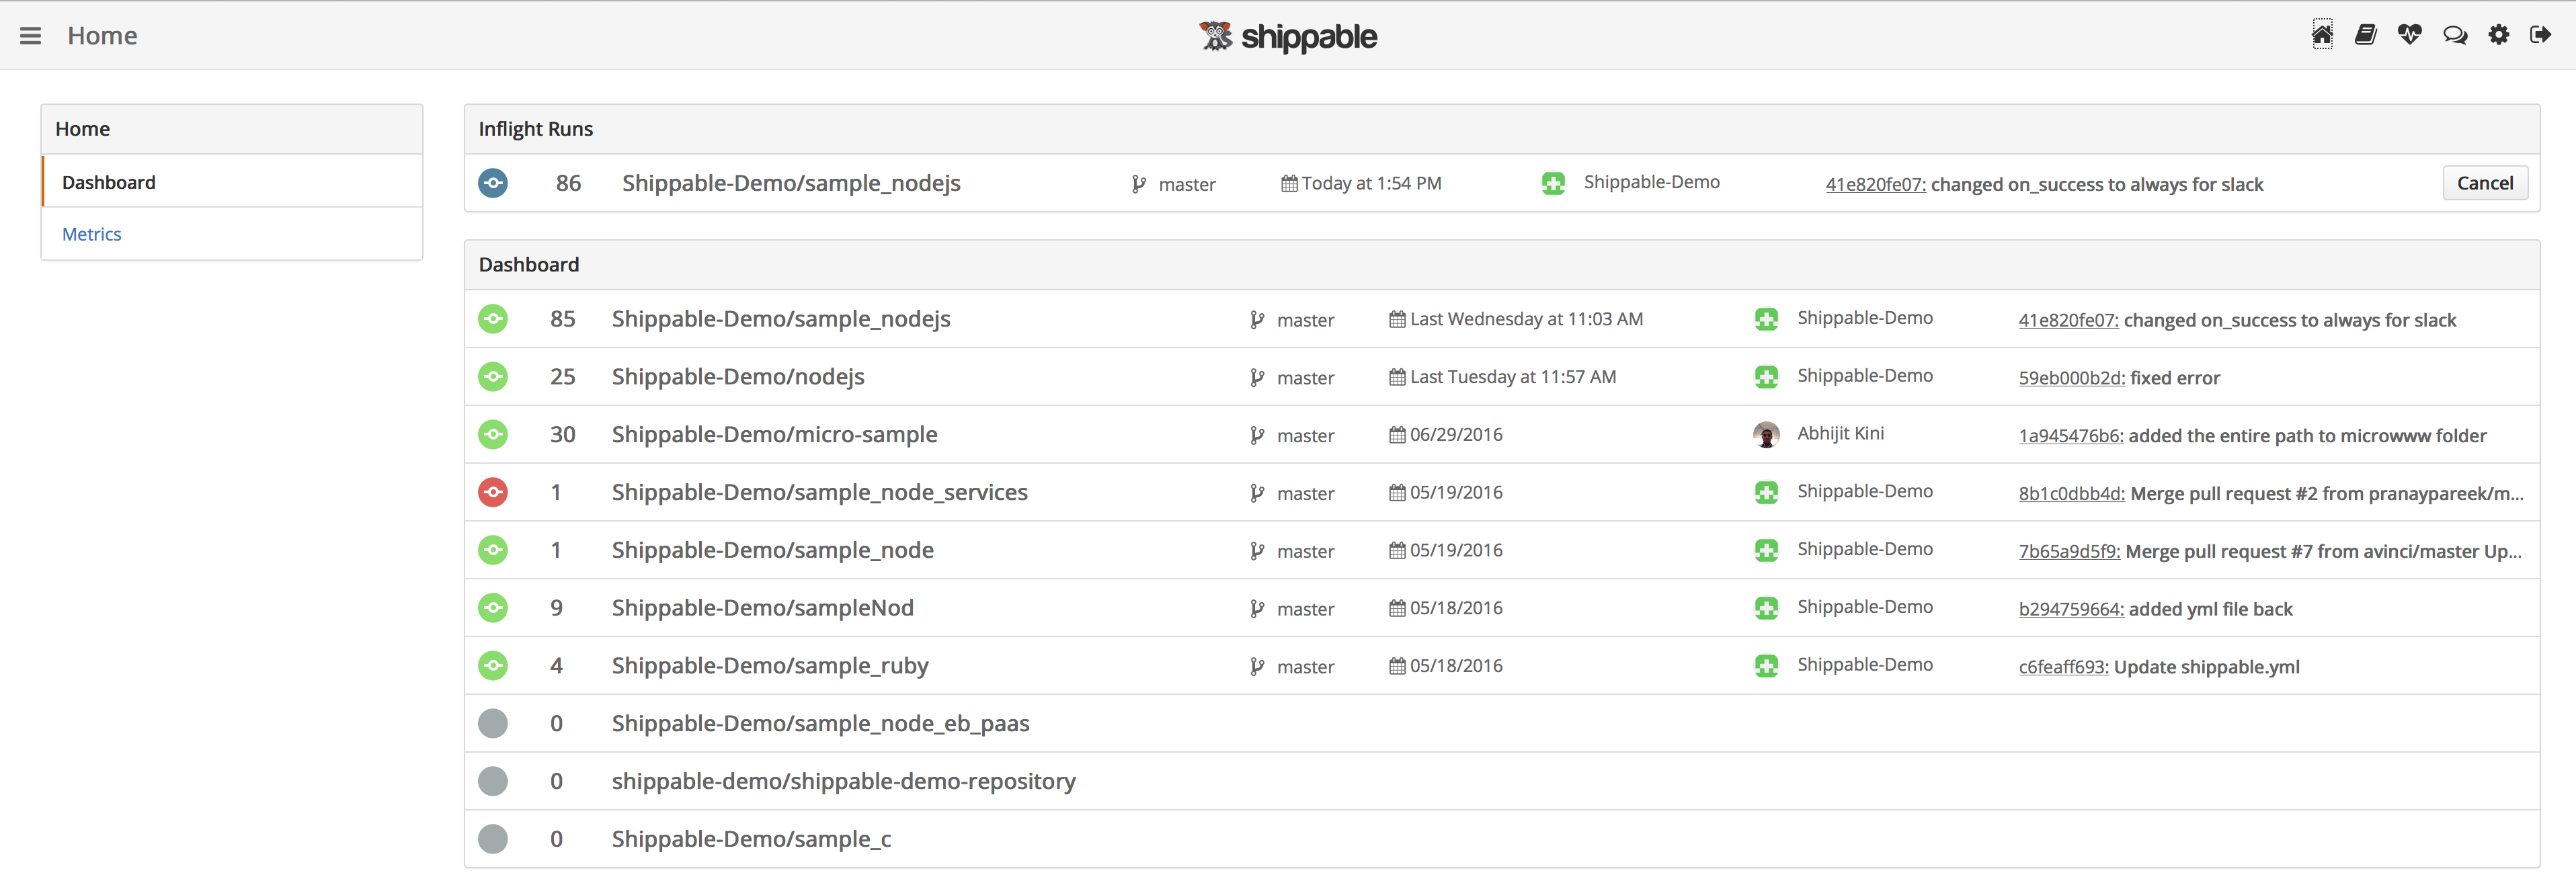 Home
shippable
Home
Dashboard
Metrics
Inflight Runs
86 Shippable-Demo/sample_nodejs master Today at 1:54 PM Shippable-Demo 41e820fe07: changed on_success to always for slack Cancel
Dashboard
85 Shippable-Demo/sample_nodejs master Last Wednesday at 11:03 AM Shippable-Demo 41e820fe07: changed on_success to always for slack
25 Shippable-Demo/nodejs master Last Tuesday at 11:57 AM Shippable-Demo 59eb000b2d: fixed error
30 Shippable-Demo/micro-sample master 06/29/2016 Abhijit Kini 1a945476b6: added the entire path to microwww folder
1 Shippable-Demo/sample_node_services master 05/19/2016 Shippable-Demo 8b1c0dbb4d: Merge pull request #2 from pranaypareek/m...
1 Shippable-Demo/sample_node master 05/19/2016 Shippable-Demo 7b65a9d5f9: Merge pull request #7 from avinci/master Up...
9 Shippable-Demo/sampleNod master 05/18/2016 Shippable-Demo b294759664: added yml file back
4 Shippable-Demo/sample_ruby master 05/18/2016 Shippable-Demo c6feaff693: Update shippable.yml
0 Shippable-Demo/sample_node_eb_paas
0 shippable-demo/shippable-demo-repository
0 Shippable-Demo/sample_c